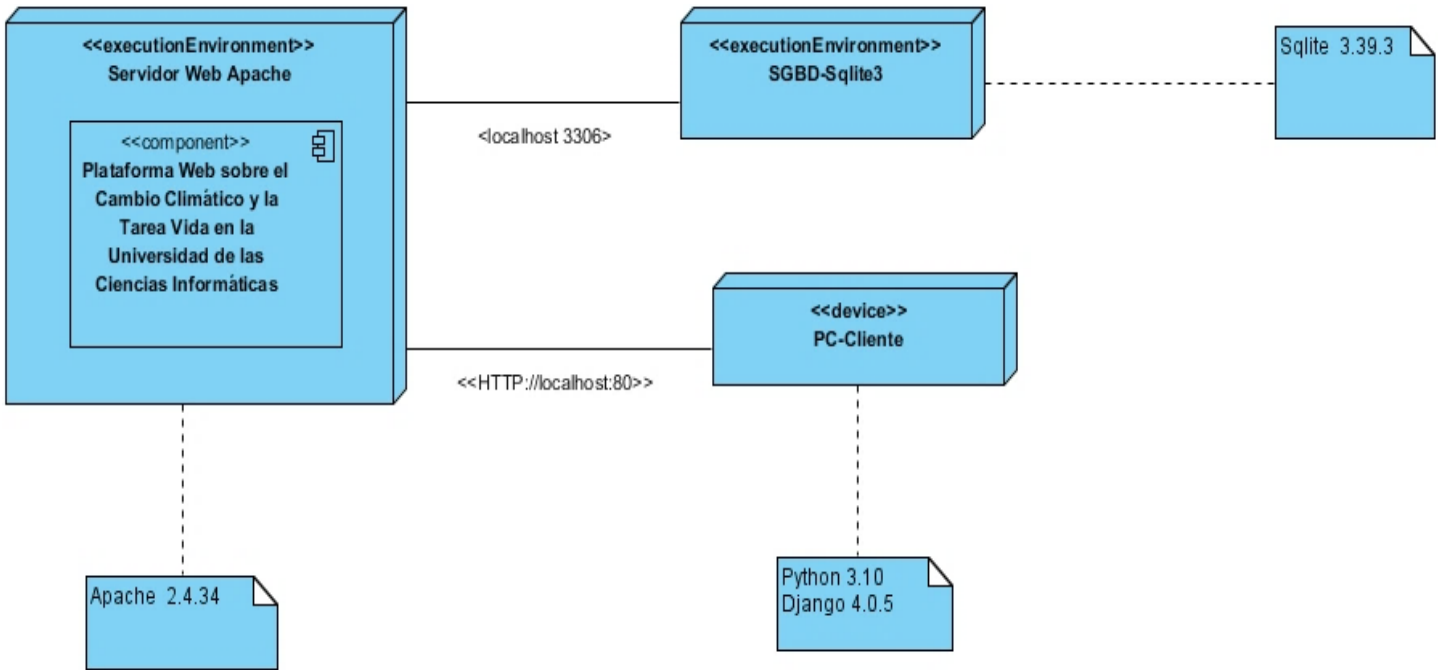 <<executionEnvironment>>
Servidor Web Apache
<<component>>
Plataforma Web sobre el
Cambio Climático y la
Tarea Vida en la
Universidad de las
Ciencias Informáticas
<localhost 3306>
<<executionEnvironment>>
SGBD-Sqlite3
Sqlite 3.39.3
<<HTTP://localhost:80>>
<<device>>
PC-Cliente
Apache 2.4.34
Python 3.10
Django 4.0.5